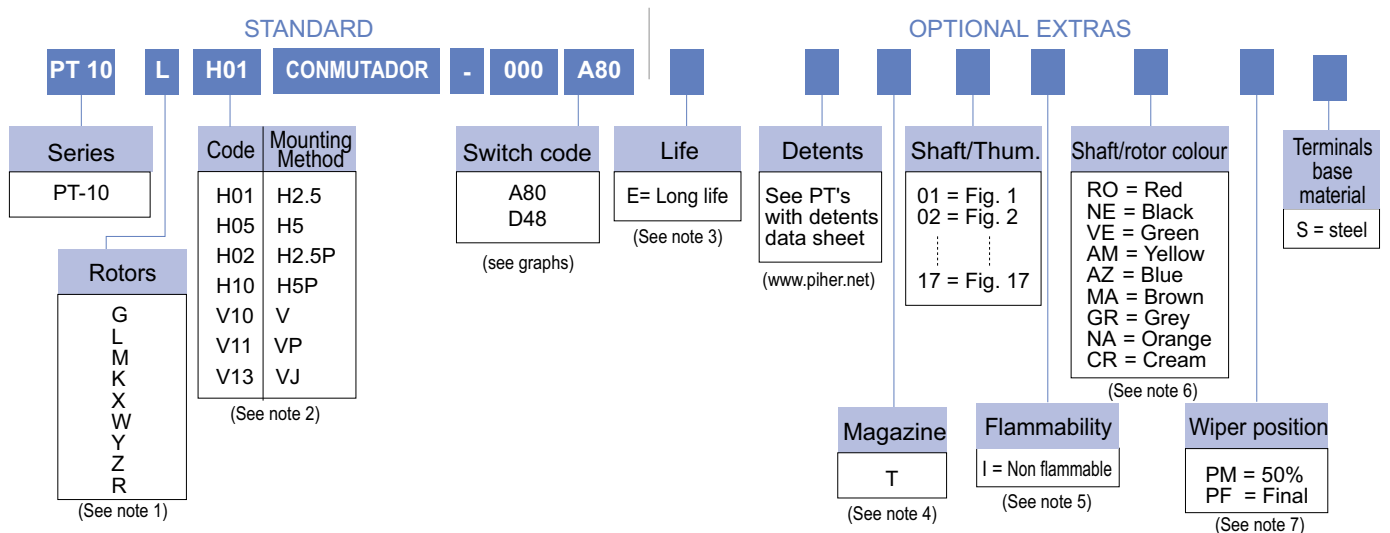 STANDARD
OPTIONAL EXTRAS
PT 10 L H01 CONMUTADOR - 000 A80
Series
PT-10
Rotors
G
L
M
K
X
W
Y
Z
R
(See note 1)
Code Mounting Method
H01 H2.5
H05 H5
H02 H2.5P
H10 H5P
V10 V
V11 VP
V13 VJ
(See note 2)
Switch code
A80
D48
(see graphs)
Life
E= Long life
(See note 3)
Detents
See PT's
with detents
data sheet
(www.piher.net)
Magazine
T
(See note 4)
Shaft/Thum.
01 = Fig. 1
02 = Fig. 2
17 = Fig. 17
Flammability
I = Non flammable
(See note 5)
Shaft/rotor colour
RO = Red
NE = Black
VE = Green
AM = Yellow
AZ = Blue
MA = Brown
GR = Grey
NA = Orange
CR = Cream
(See note 6)
Wiper position
PM = 50%
PF = Final
(See note 7)
Terminals
base
material
S = steel